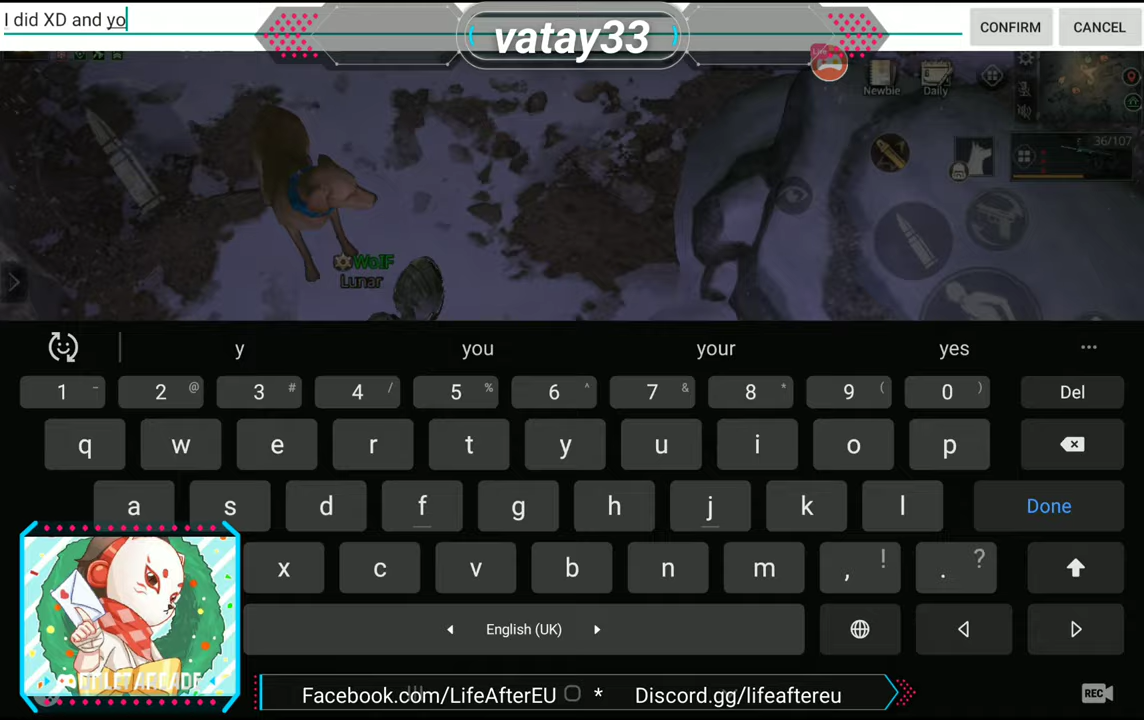 I did XD and yo
CONFIRM
CANCEL
vatay33
Live
Newbie
Daily
36/107
WolF
Lunar
y
you
your
yes
...
1 -
2 @
3 #
4 /
5 %
6 ^
7 &
8 *
9 (
0 )
Del
q w e r t y u i o p
a s d f g h j k l
Done
x c v b n m , ! . ?
English (UK)
Facebook.com/LifeAfterEU * Discord.gg/lifeaftereu
REC